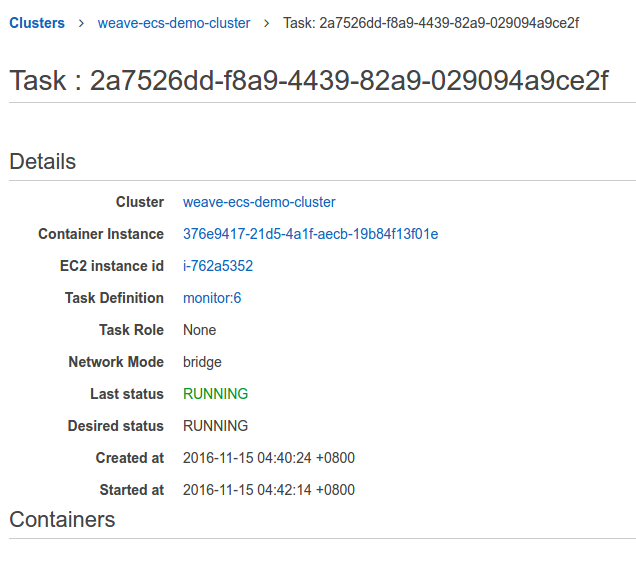 Clusters > weave-ecs-demo-cluster > Task: 2a7526dd-f8a9-4439-82a9-029094a9ce2f
Task : 2a7526dd-f8a9-4439-82a9-029094a9ce2f
Details
Cluster weave-ecs-demo-cluster
Container Instance 376e9417-21d5-4a1f-aecb-19b84f13f01e
EC2 instance id i-762a5352
Task Definition monitor:6
Task Role None
Network Mode bridge
Last status RUNNING
Desired status RUNNING
Created at 2016-11-15 04:40:24 +0800
Started at 2016-11-15 04:42:14 +0800
Containers